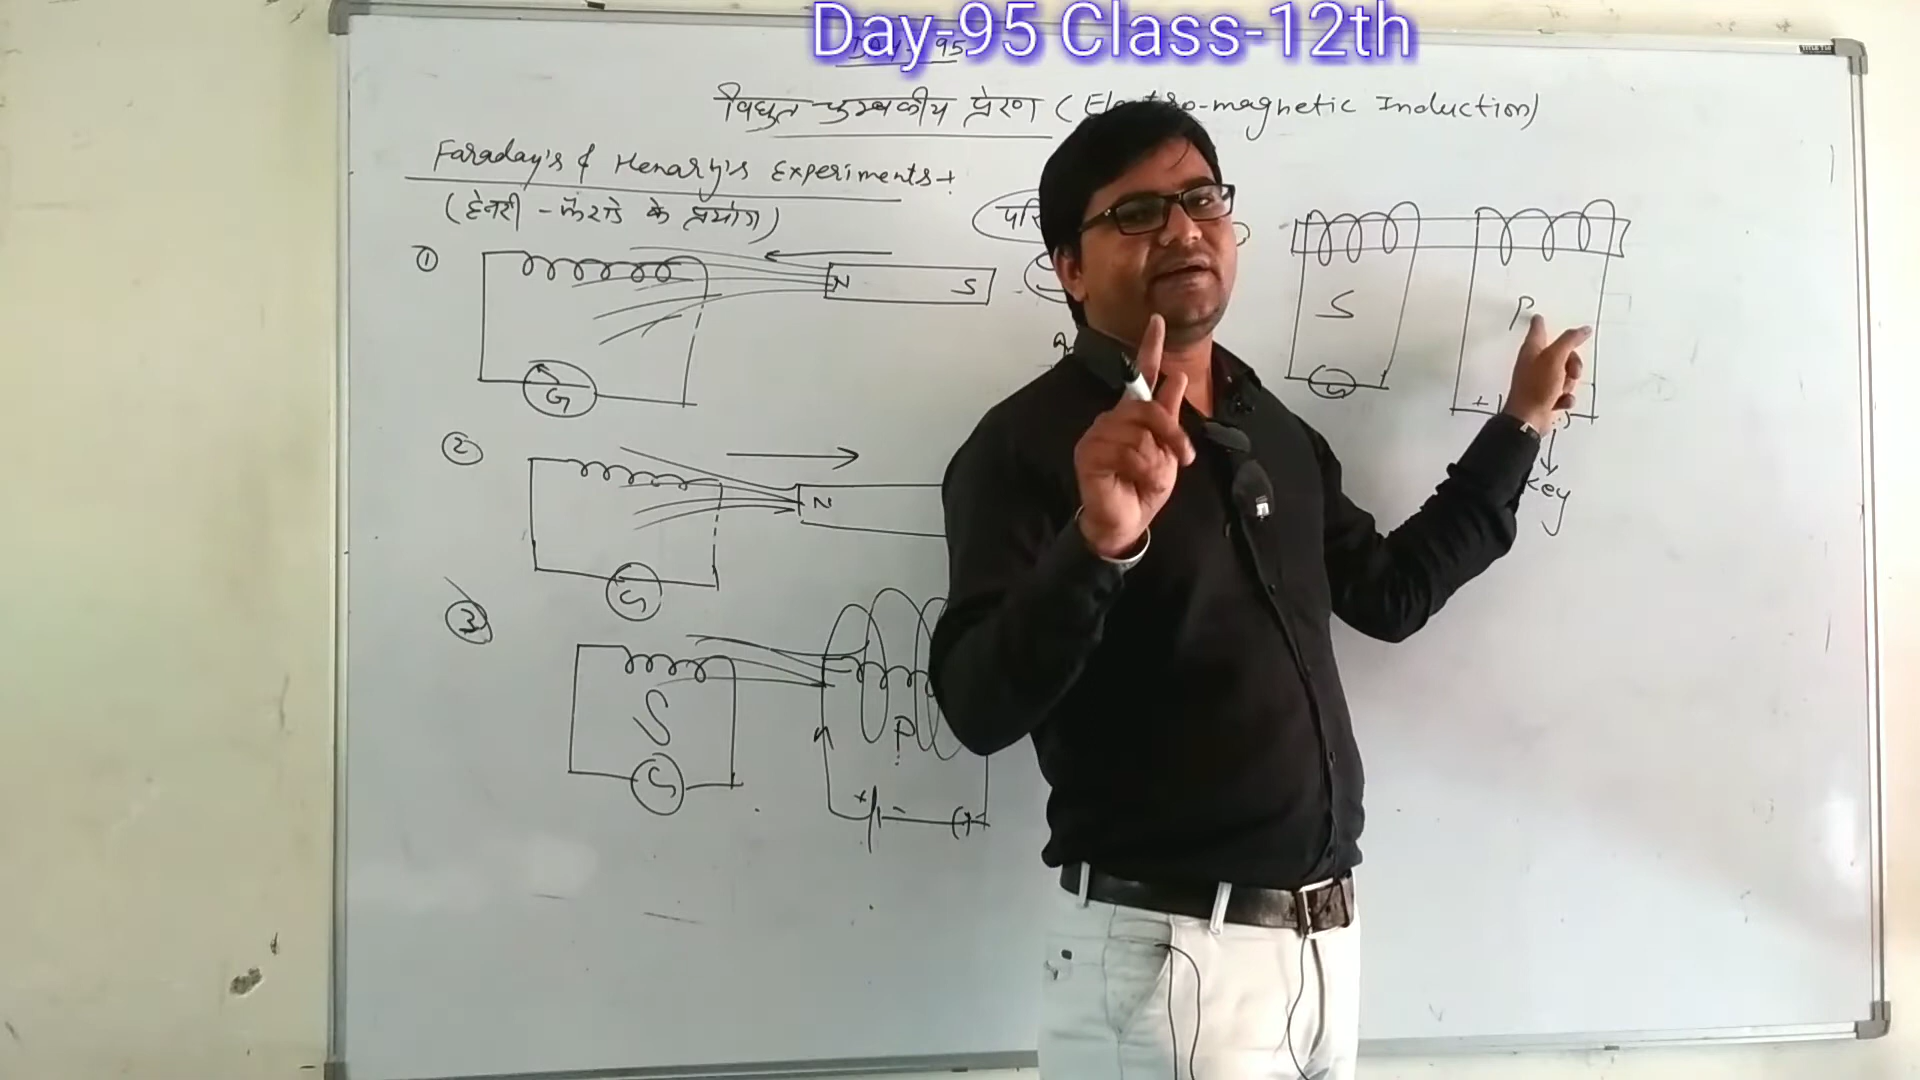 Day-95 Class-12th
विधुत चुम्बकीय प्रेरण ( Electro-magnetic Induction)
Faraday's & Henary's Experiments →
(हेनरी - फैराडे के प्रयोग)
①
N S
G
②
N
G
③
S
P
G
+ -
S P
G
+
Key